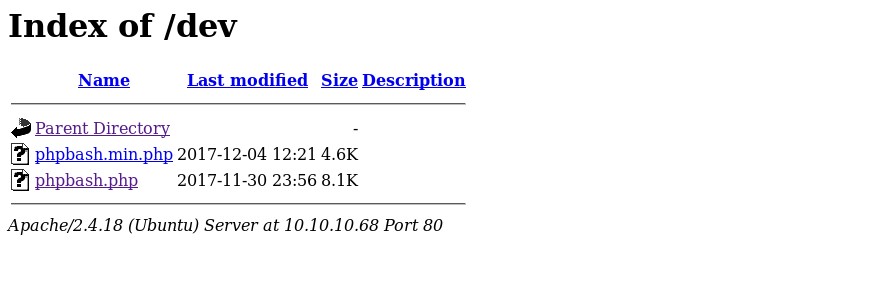 Index of /dev
Name Last modified Size Description
Parent Directory -
phpbash.min.php 2017-12-04 12:21 4.6K
phpbash.php 2017-11-30 23:56 8.1K
Apache/2.4.18 (Ubuntu) Server at 10.10.10.68 Port 80